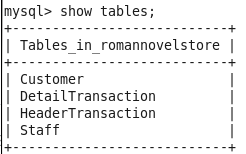 mysql> show tables;
+---------------------------+
| Tables_in_romannovelstore |
+---------------------------+
| Customer                  |
| DetailTransaction         |
| HeaderTransaction         |
| Staff                     |
+---------------------------+